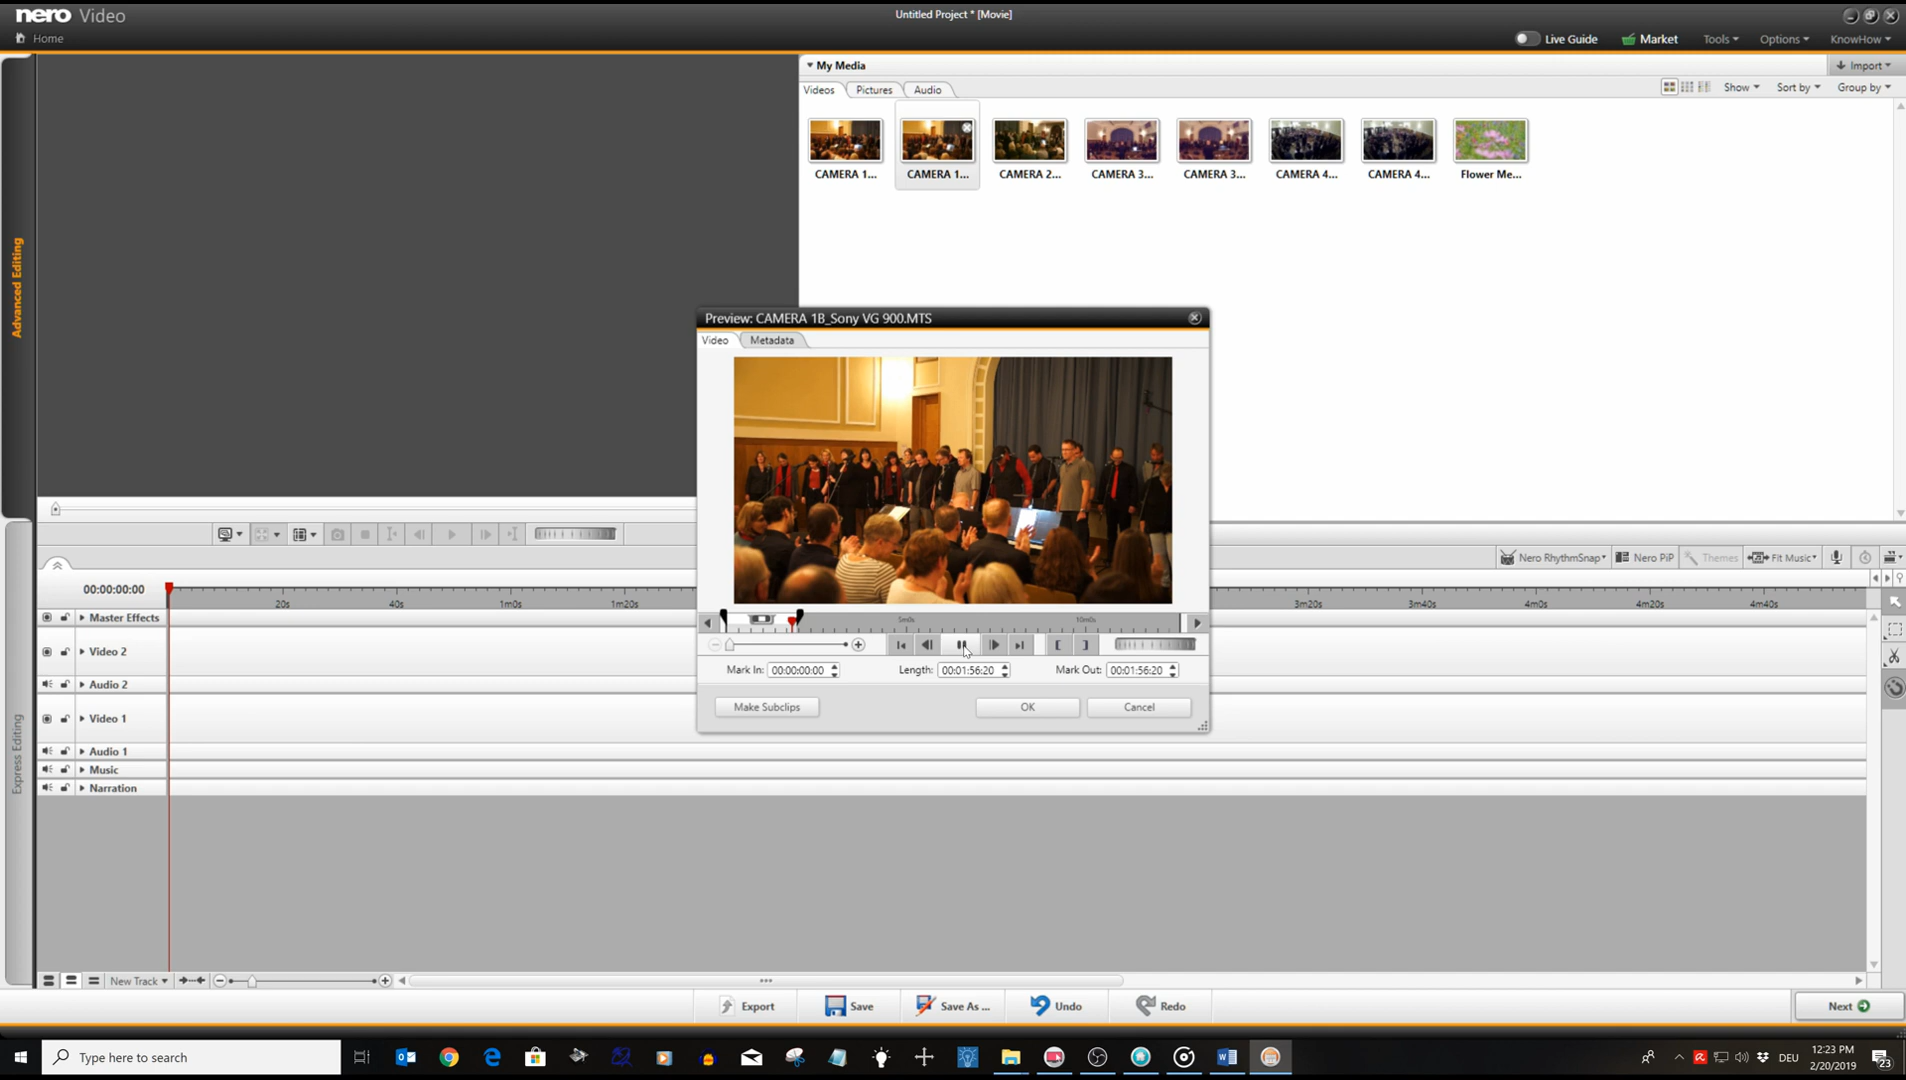 nero Video
Untitled Project * [Movie]
Home
Live Guide
Market
Tools
Options
KnowHow
My Media
Import
Videos
Pictures
Audio
Show
Sort by
Group by
CAMERA 1...
CAMERA 1...
CAMERA 2...
CAMERA 3...
CAMERA 3...
CAMERA 4...
CAMERA 4...
Flower Me...
Advanced Editing
Express Editing
Preview: CAMERA 1B_Sony VG 900.MTS
Video
Metadata
5m0s
10m0s
Mark In: 00:00:00:00
Length: 00:01:56:20
Mark Out: 00:01:56:20
Make Subclips
OK
Cancel
Nero RhythmSnap
Nero PiP
Themes
Fit Music
00:00:00:00
20s
40s
1m0s
1m20s
3m20s
3m40s
4m0s
4m20s
4m40s
Master Effects
Video 2
Audio 2
Video 1
Audio 1
Music
Narration
New Track
Export
Save
Save As ...
Undo
Redo
Next
Type here to search
DEU
12:23 PM
2/20/2019
23